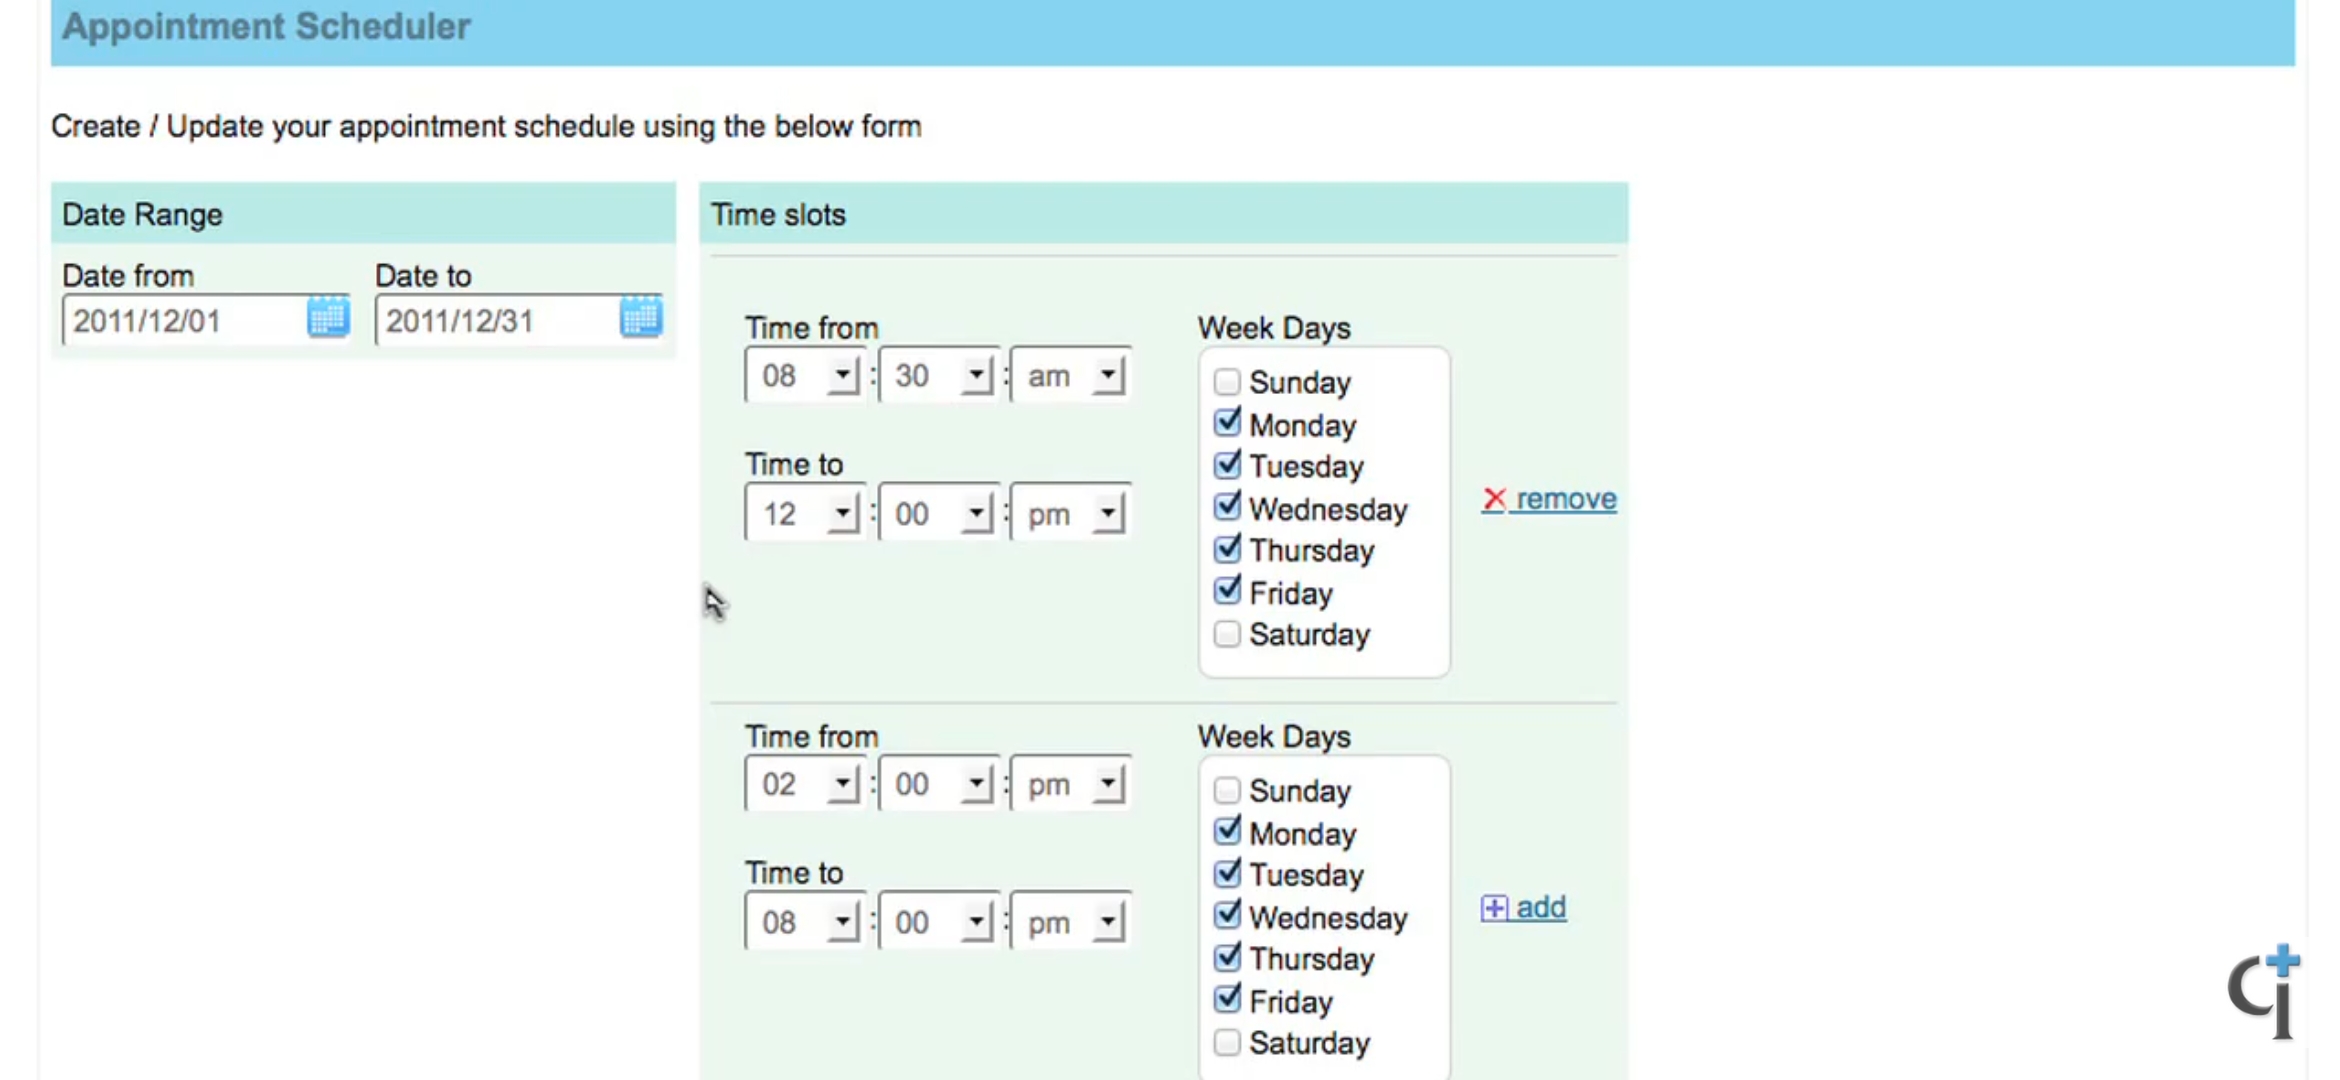 Appointment Scheduler
Create / Update your appointment schedule using the below form
Date Range
Date from Date to
2011/12/01 2011/12/31
Time slots
Time from
08 : 30 : am
Time to
12 : 00 : pm
Week Days
Sunday
Monday
Tuesday
Wednesday
Thursday
Friday
Saturday
remove
Time from
02 : 00 : pm
Time to
08 : 00 : pm
Week Days
Sunday
Monday
Tuesday
Wednesday
Thursday
Friday
Saturday
add